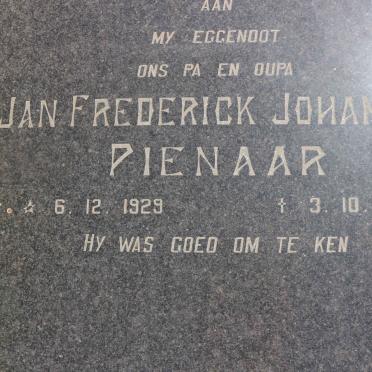 AAN
MY EGGENOOT
ONS PA EN OUPA
JAN FREDERICK JOHAN
PIENAAR
☆ 6. 12. 1929 † 3. 10.
HY WAS GOED OM TE KEN